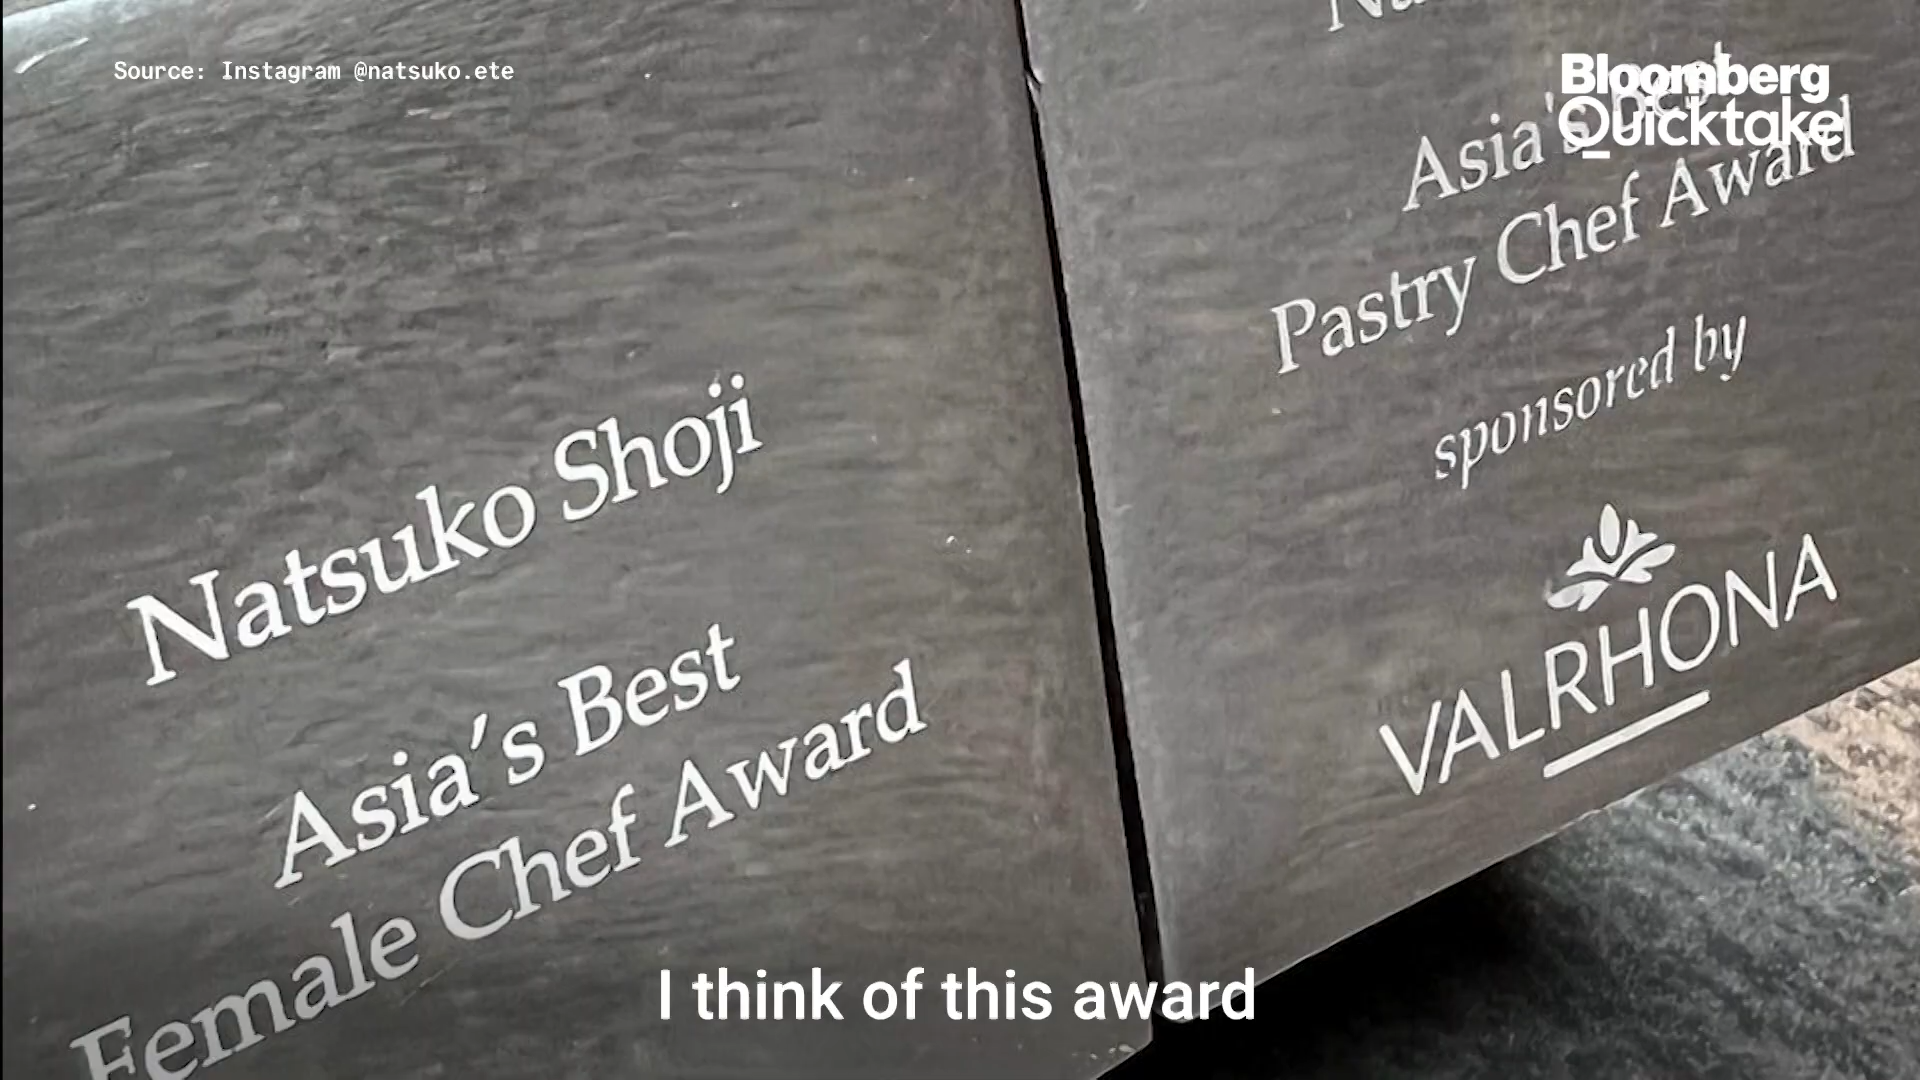 Source: Instagram @natsuko.ete
Bloomberg
Quicktake
Natsuko Shoji
Asia's Best
Female Chef Award
Asia's Best
Pastry Chef Award
sponsored by
VALRHONA
I think of this award